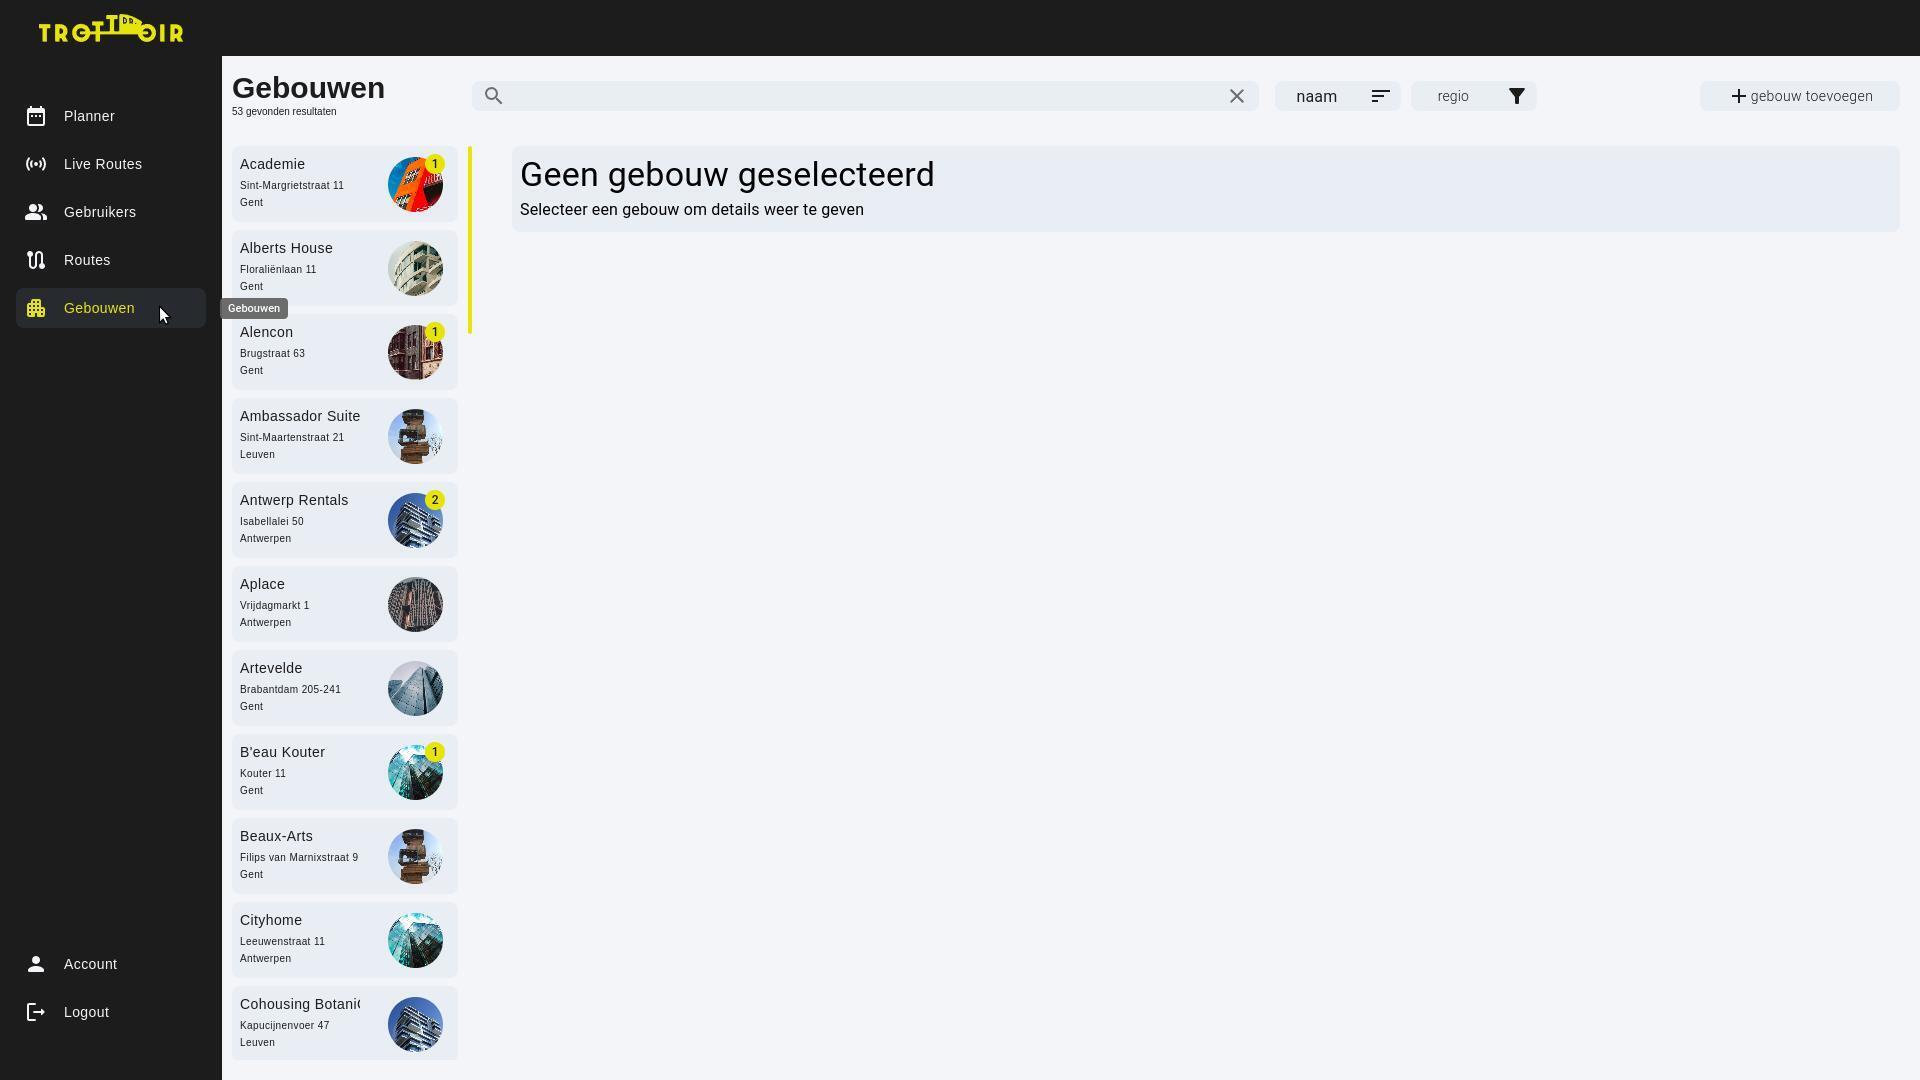 TROTTOIR
DR.
Planner
Live Routes
Gebruikers
Routes
Gebouwen
Account
Logout
Gebouwen
53 gevonden resultaten
naam
regio
gebouw toevoegen
Gebouwen
Academie
Sint-Margrietstraat 11
Gent
1
Alberts House
Floraliënlaan 11
Gent
Alencon
Brugstraat 63
Gent
1
Ambassador Suite
Sint-Maartenstraat 21
Leuven
Antwerp Rentals
Isabellalei 50
Antwerpen
2
Aplace
Vrijdagmarkt 1
Antwerpen
Artevelde
Brabantdam 205-241
Gent
B'eau Kouter
Kouter 11
Gent
1
Beaux-Arts
Filips van Marnixstraat 9
Gent
Cityhome
Leeuwenstraat 11
Antwerpen
Cohousing Botani
Kapucijnenvoer 47
Leuven
Geen gebouw geselecteerd
Selecteer een gebouw om details weer te geven